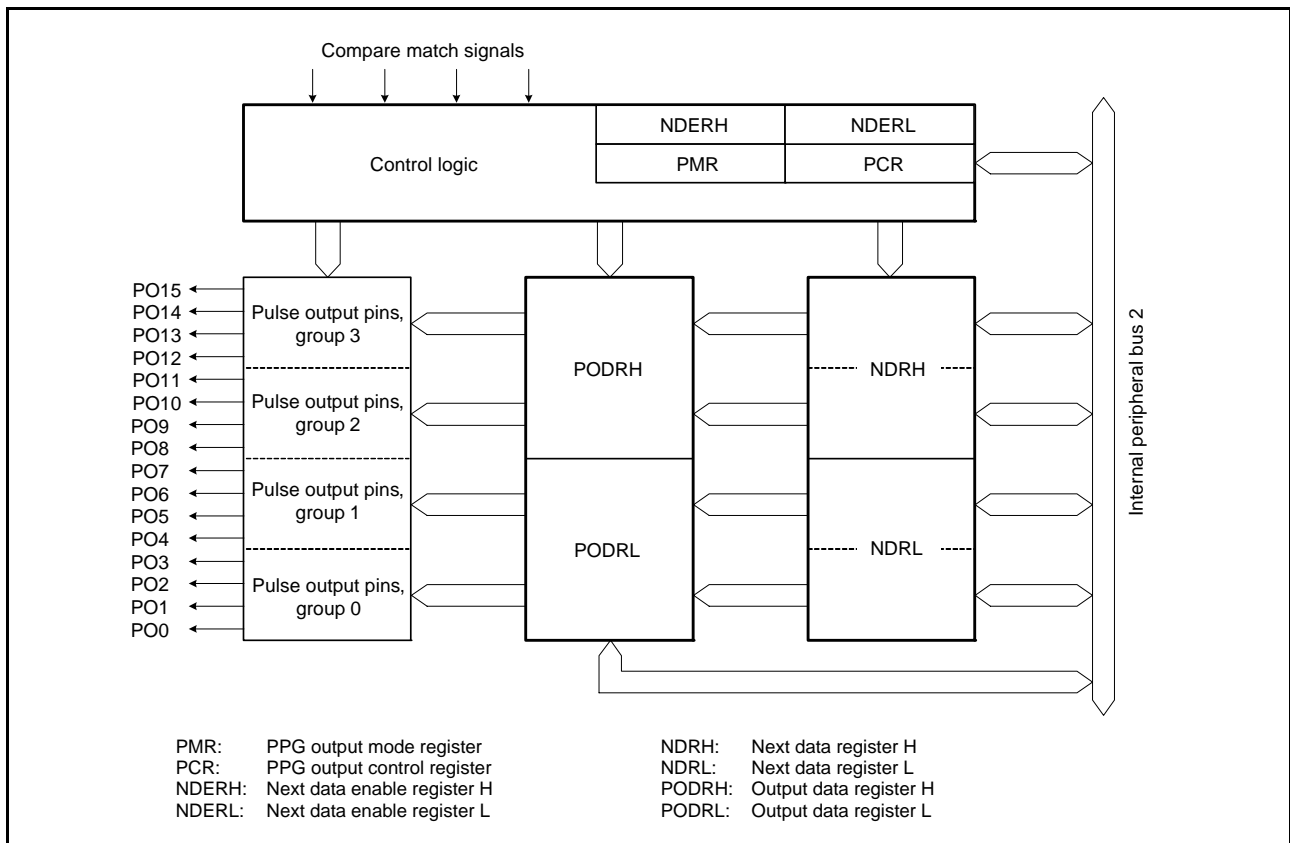 Compare match signals
NDERH
NDERL
Control logic
PMR
PCR
PO15
PO14
PO13
PO12
PO11
PO10
PO9
PO8
PO7
PO6
PO5
PO4
PO3
PO2
PO1
PO0
Pulse output pins,
group 3
Pulse output pins,
group 2
Pulse output pins,
group 1
Pulse output pins,
group 0
PODRH
PODRL
NDRH
NDRL
Internal peripheral bus 2
PMR: PPG output mode register
PCR: PPG output control register
NDERH: Next data enable register H
NDERL: Next data enable register L
NDRH: Next data register H
NDRL: Next data register L
PODRH: Output data register H
PODRL: Output data register L